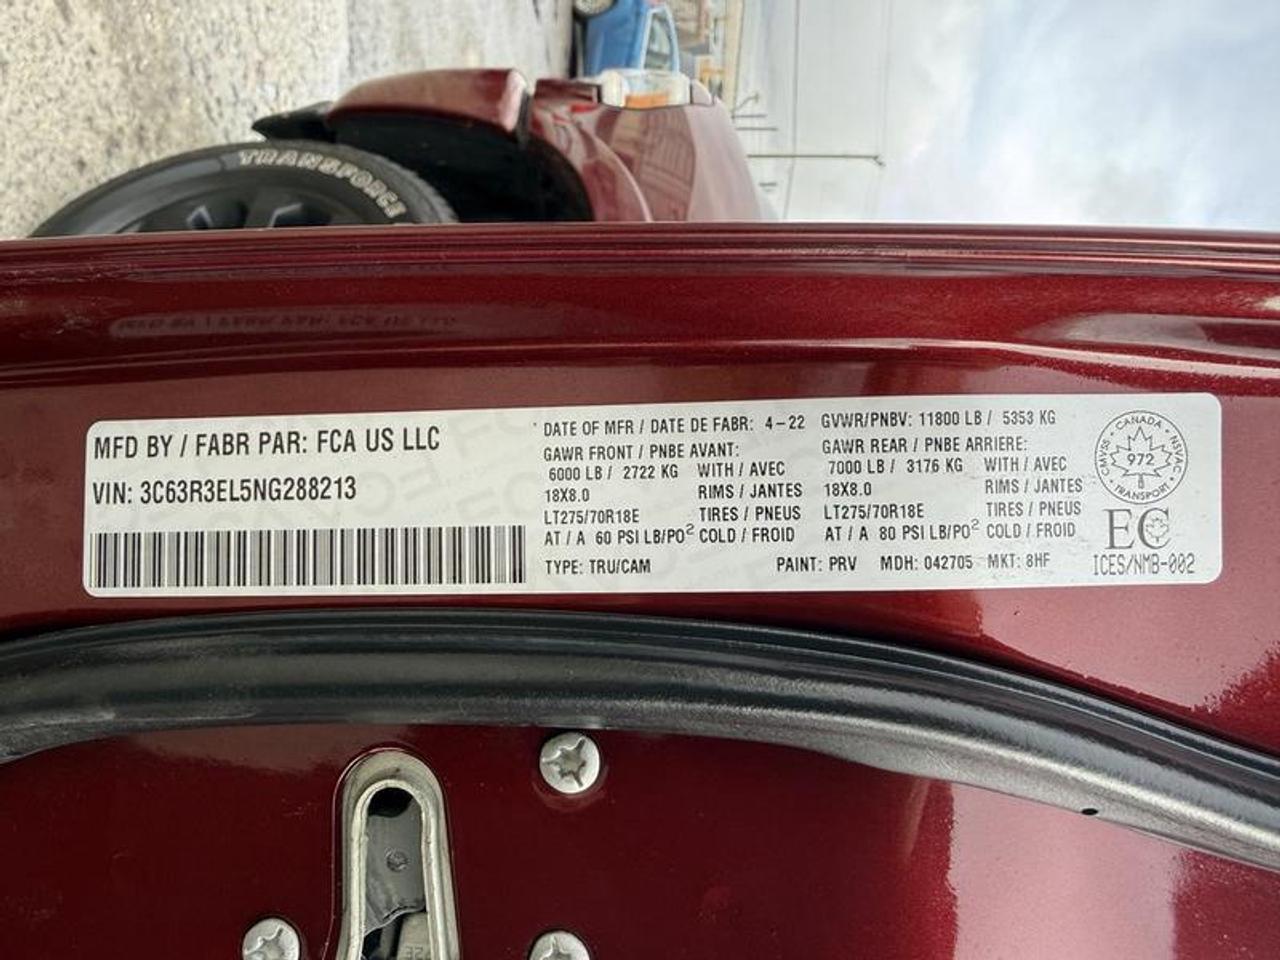 TRANSFORCE
MFD BY / FABR PAR: FCA US LLC
VIN: 3C63R3EL5NG288213
DATE OF MFR / DATE DE FABR: 4-22
GVWR/PNBV: 11800 LB / 5353 KG
GAWR FRONT / PNBE AVANT:
6000 LB / 2722 KG WITH / AVEC
18X8.0 RIMS / JANTES
LT275/70R18E TIRES / PNEUS
AT / A 60 PSI LB/PO² COLD / FROID
GAWR REAR / PNBE ARRIERE:
7000 LB / 3176 KG WITH / AVEC
18X8.0 RIMS / JANTES
LT275/70R18E TIRES / PNEUS
AT / A 80 PSI LB/PO² COLD / FROID
TYPE: TRU/CAM PAINT: PRV MDH: 042705 MKT: 8HF
CANADA
CMVSS 972 NSVAC
TRANSPORT
EC
ICES/NMB-002